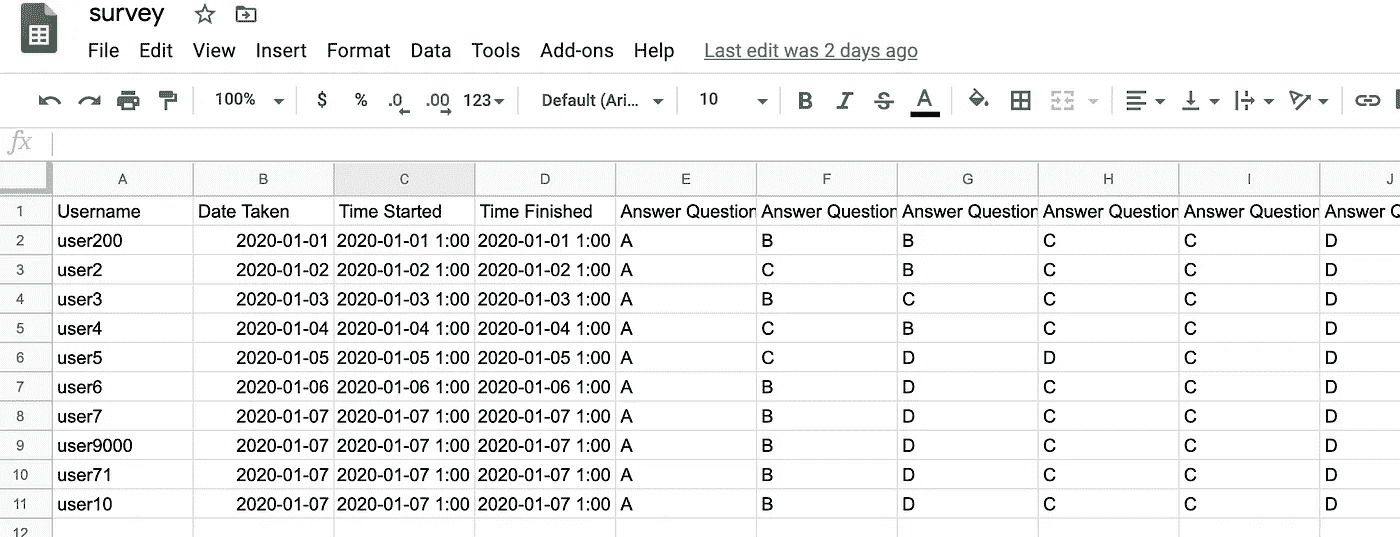 survey
File Edit View Insert Format Data Tools Add-ons Help Last edit was 2 days ago
100% $ % .0 .00 123 Default (Ari... 10 B I S A
fx
A B C D E F G H I J
1 Username Date Taken Time Started Time Finished Answer Question Answer Question Answer Question Answer Question Answer Question Answer Q
2 user200 2020-01-01 2020-01-01 1:00 2020-01-01 1:00 A B B C C D
3 user2 2020-01-02 2020-01-02 1:00 2020-01-02 1:00 A C B C C D
4 user3 2020-01-03 2020-01-03 1:00 2020-01-03 1:00 A B C C C D
5 user4 2020-01-04 2020-01-04 1:00 2020-01-04 1:00 A C B C C D
6 user5 2020-01-05 2020-01-05 1:00 2020-01-05 1:00 A C D D C D
7 user6 2020-01-06 2020-01-06 1:00 2020-01-06 1:00 A B D C C D
8 user7 2020-01-07 2020-01-07 1:00 2020-01-07 1:00 A B D C C D
9 user9000 2020-01-07 2020-01-07 1:00 2020-01-07 1:00 A B D C C D
10 user71 2020-01-07 2020-01-07 1:00 2020-01-07 1:00 A B D C C D
11 user10 2020-01-07 2020-01-07 1:00 2020-01-07 1:00 A B D C C D
12